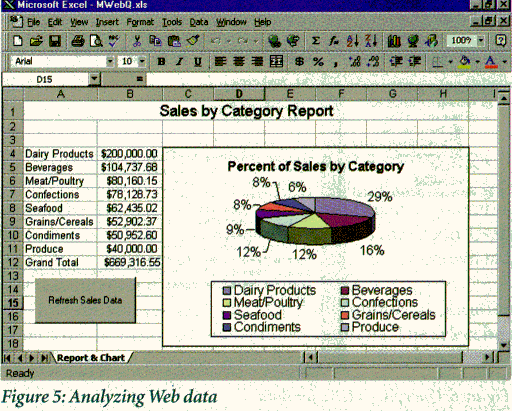 Microsoft Excel - MWebQ.xls
File Edit View Insert Format Tools Data Window Help
100%
Arial 10 B I U $ % ,
D15 =
A B C D E F G H I
1 Sales by Category Report
2
3
4 Dairy Products $200,000.00
5 Beverages $104,737.68
6 Meat/Poultry $80,160.15
7 Confections $78,128.73
8 Seafood $62,435.00
9 Grains/Cereals $52,902.37
10 Condiments $50,952.60
11 Produce $40,000.00
12 Grand Total $669,316.55
13
14
15
16
17
18
Refresh Sales Data
Percent of Sales by Category
8% 6%
29%
8%
9%
12% 12% 16%
Dairy Products Beverages
Meat/Poultry Confections
Seafood Grains/Cereals
Condiments Produce
Report & Chart
Ready
Figure 5: Analyzing Web data